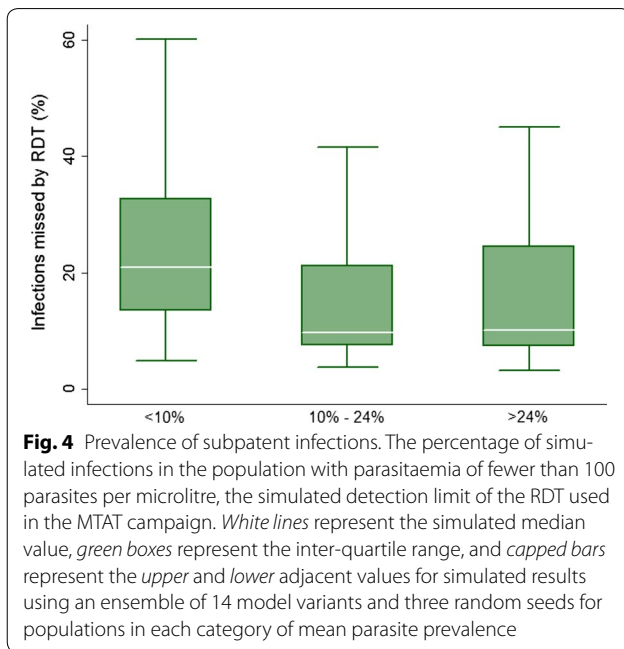 60
40
20
0
Infections missed by RDT (%)
<10% 10% - 24% >24%
Fig. 4 Prevalence of subpatent infections. The percentage of simu-
lated infections in the population with parasitaemia of fewer than 100
parasites per microlitre, the simulated detection limit of the RDT used
in the MTAT campaign. White lines represent the simulated median
value, green boxes represent the inter-quartile range, and capped bars
represent the upper and lower adjacent values for simulated results
using an ensemble of 14 model variants and three random seeds for
populations in each category of mean parasite prevalence